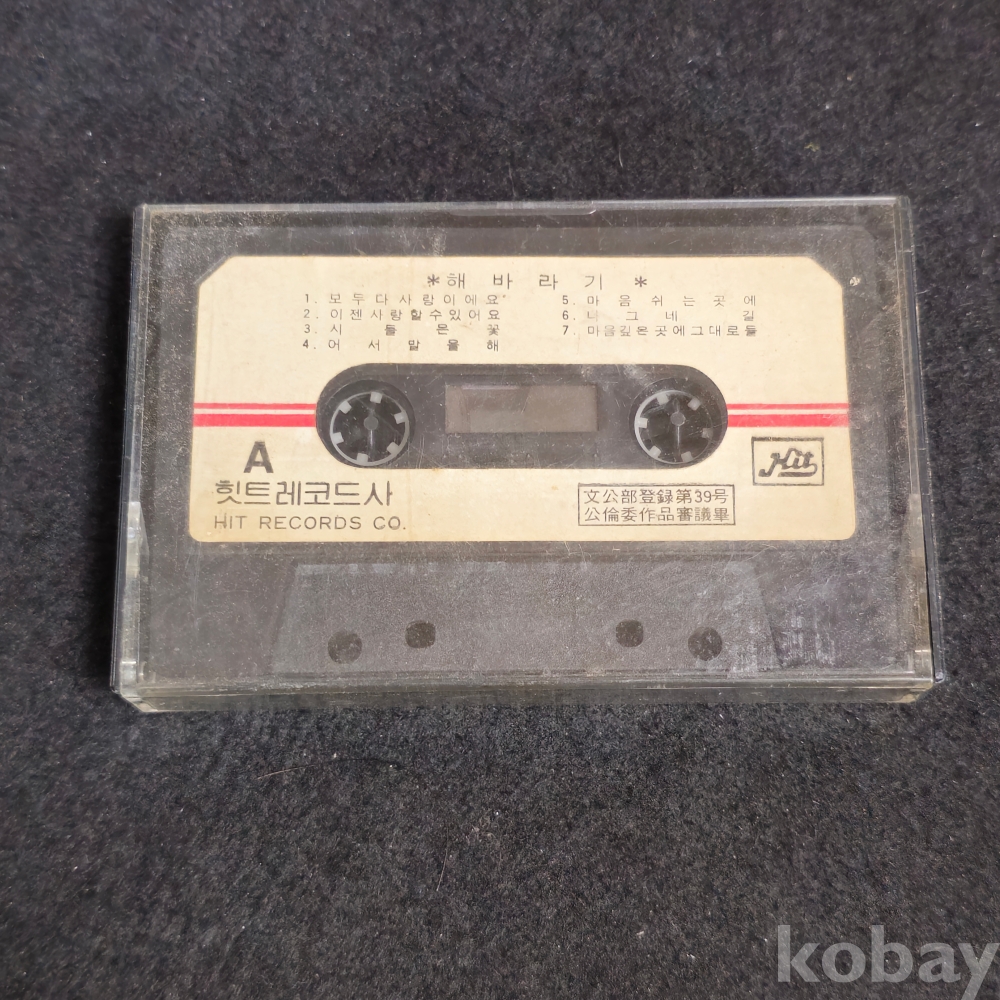 *해 바 라 기 *
1. 모두다사랑이에요
2. 이젠사랑할수있어요
3. 시 들 은 꽃
4. 어 서 말 을 해
5. 마 음 쉬 는 곳 에
6. 나 그 네 길
7. 마음깊은곳에그대로를
A
힛트레코드사
HIT RECORDS CO.
Hit
文公部登録第39号
公倫委作品審議畢
kobay